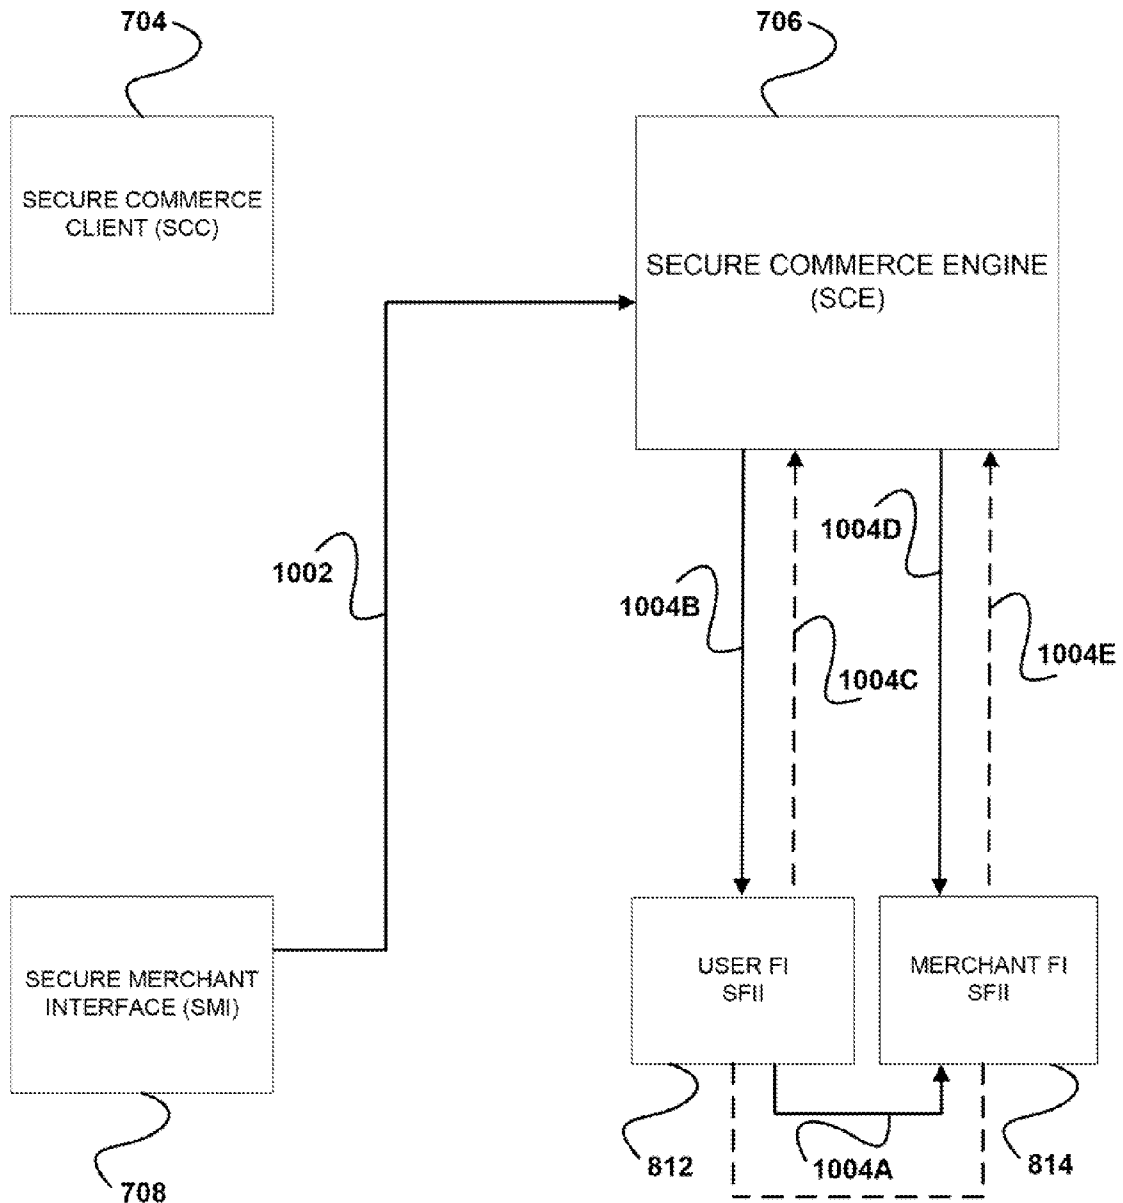 704
706
SECURE COMMERCE
CLIENT (SCC)
SECURE COMMERCE ENGINE
(SCE)
1002
1004B
1004C
1004D
1004E
SECURE MERCHANT
INTERFACE (SMI)
USER FI
SFII
MERCHANT FI
SFII
708
812
1004A
814